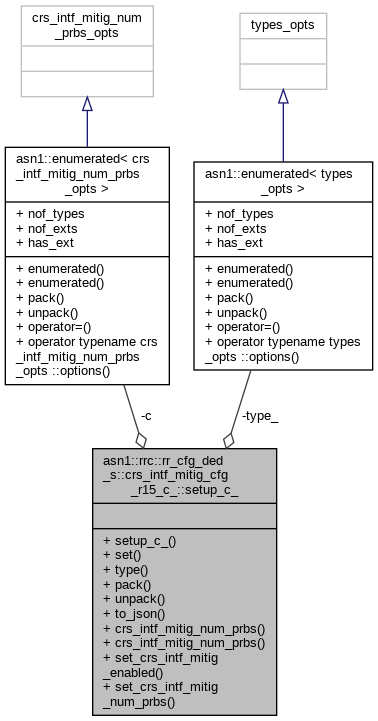 crs_intf_mitig_num
_prbs_opts
types_opts
asn1::enumerated< crs
_intf_mitig_num_prbs
_opts >
+ nof_types
+ nof_exts
+ has_ext
+ enumerated()
+ enumerated()
+ pack()
+ unpack()
+ operator=()
+ operator typename crs
_intf_mitig_num_prbs
_opts ::options()
asn1::enumerated< types
_opts >
+ nof_types
+ nof_exts
+ has_ext
+ enumerated()
+ enumerated()
+ pack()
+ unpack()
+ operator=()
+ operator typename types
_opts ::options()
-c
-type_
asn1::rrc::rr_cfg_ded
_s::crs_intf_mitig_cfg
_r15_c_::setup_c_
+ setup_c_()
+ set()
+ type()
+ pack()
+ unpack()
+ to_json()
+ crs_intf_mitig_num_prbs()
+ crs_intf_mitig_num_prbs()
+ set_crs_intf_mitig
_enabled()
+ set_crs_intf_mitig
_num_prbs()